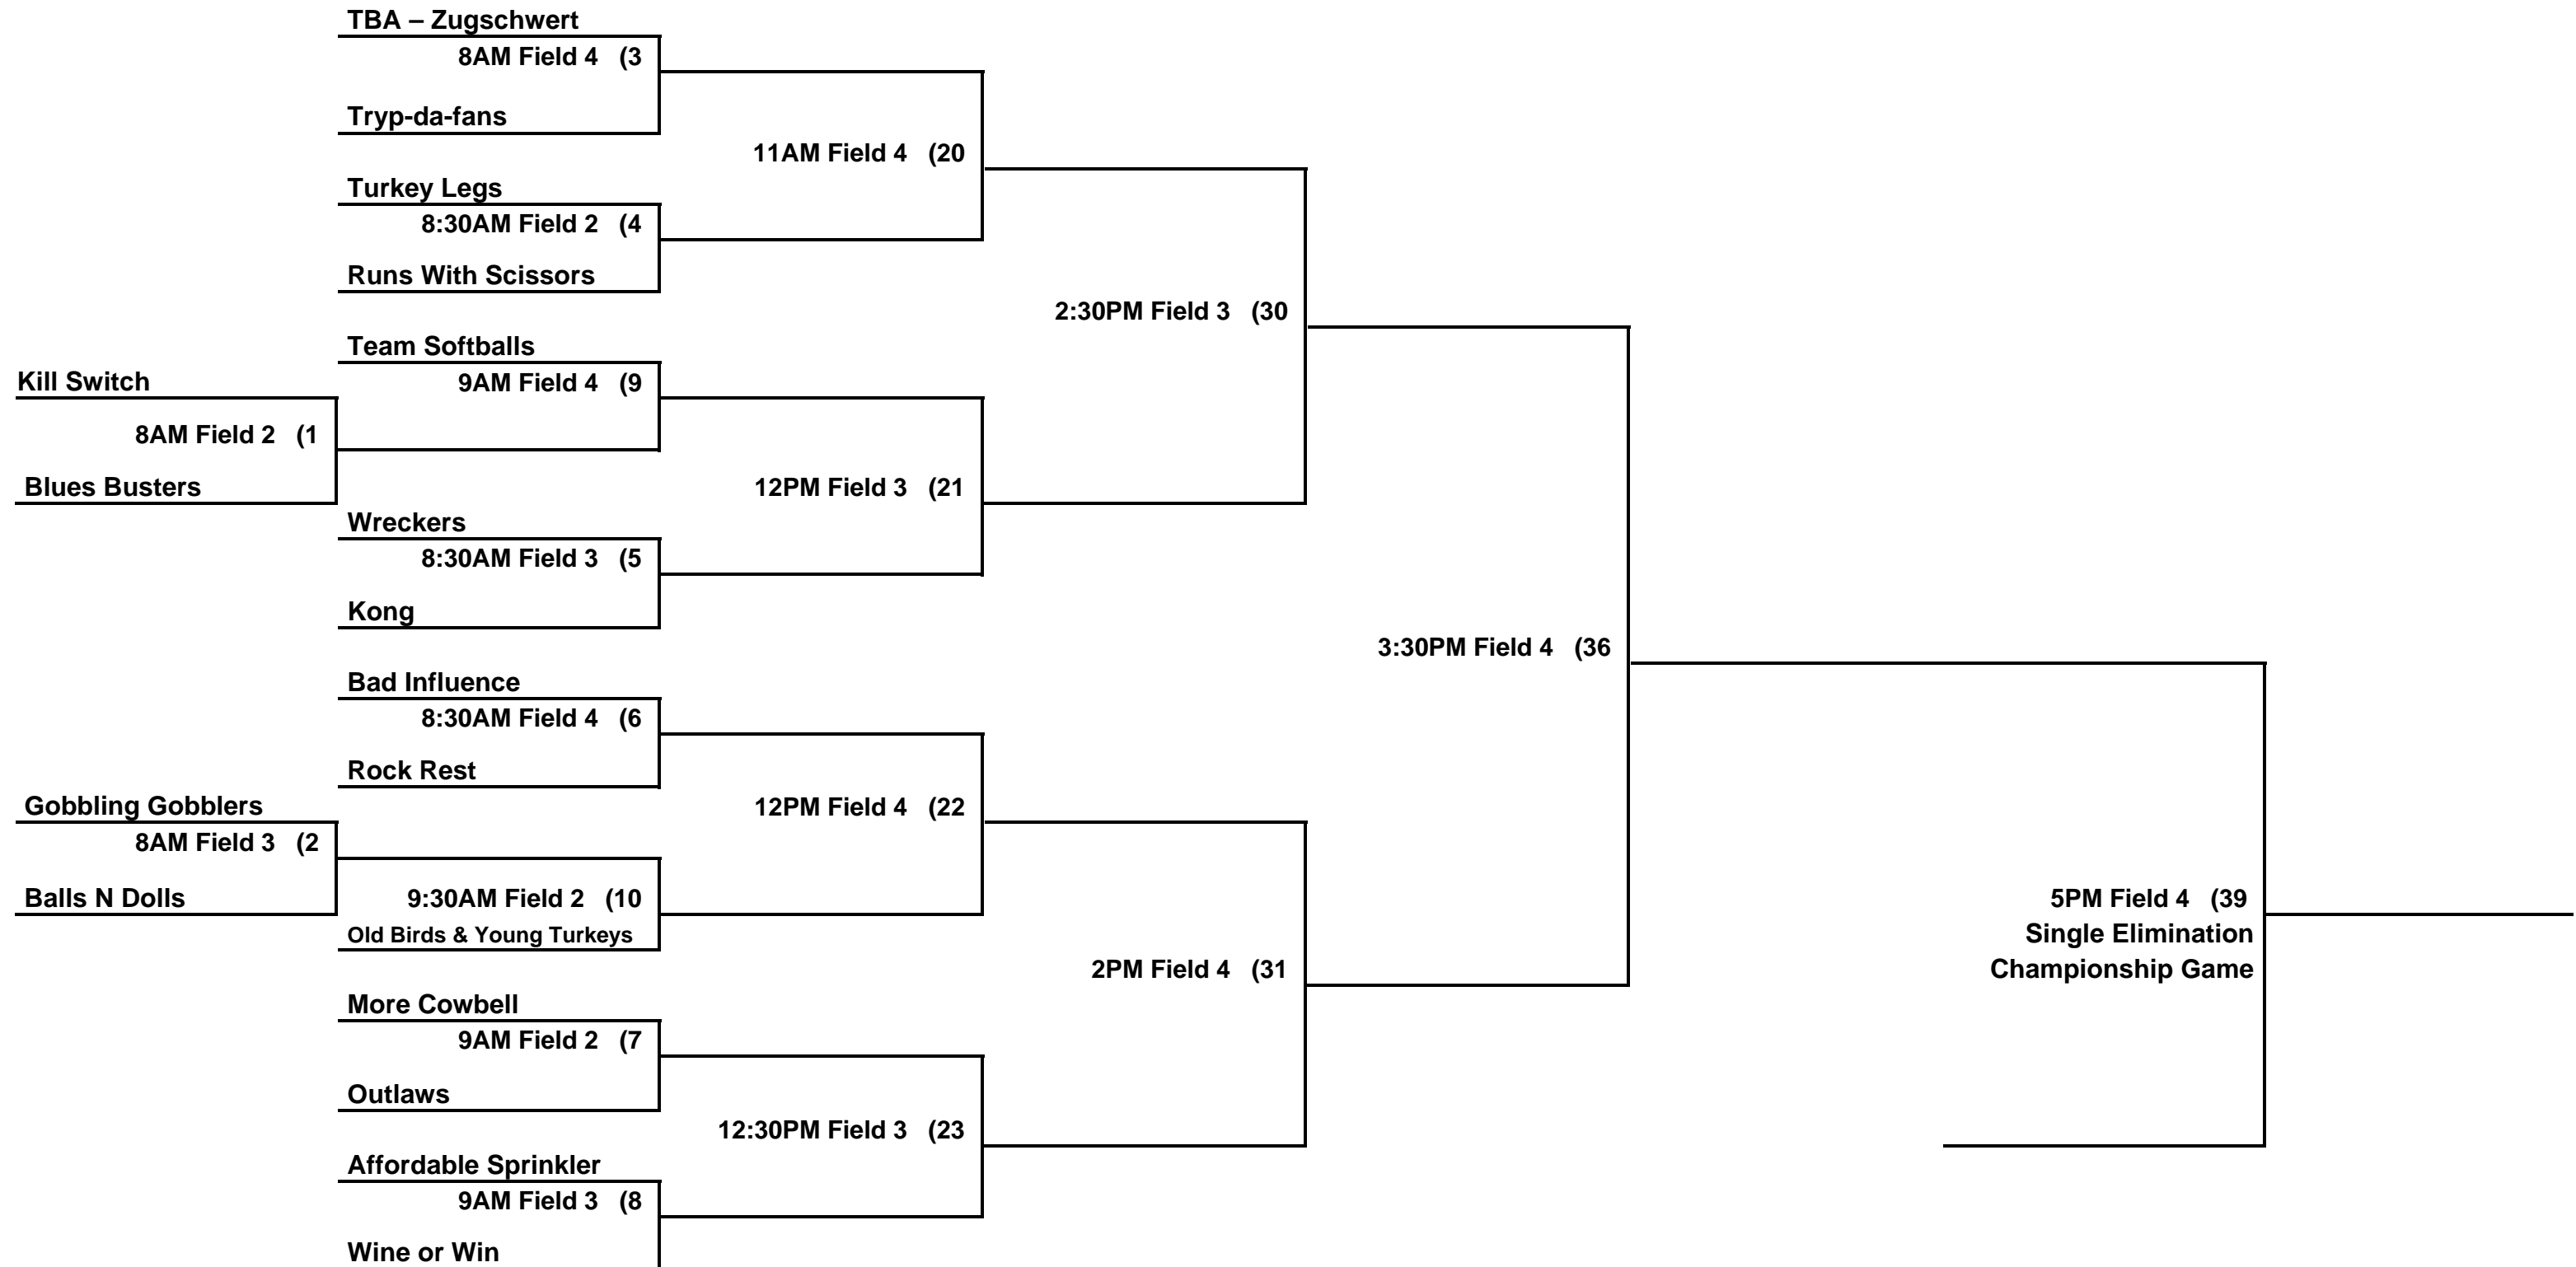 TBA – Zugschwert
8AM Field 4 (3
Tryp-da-fans
11AM Field 4 (20
Turkey Legs
8:30AM Field 2 (4
Runs With Scissors
2:30PM Field 3 (30
Team Softballs
Kill Switch
9AM Field 4 (9
8AM Field 2 (1
Blues Busters
12PM Field 3 (21
Wreckers
8:30AM Field 3 (5
Kong
3:30PM Field 4 (36
Bad Influence
8:30AM Field 4 (6
Rock Rest
Gobbling Gobblers
12PM Field 4 (22
8AM Field 3 (2
Balls N Dolls
9:30AM Field 2 (10
5PM Field 4 (39
Old Birds & Young Turkeys
Single Elimination
2PM Field 4 (31
Championship Game
More Cowbell
9AM Field 2 (7
Outlaws
12:30PM Field 3 (23
Affordable Sprinkler
9AM Field 3 (8
Wine or Win